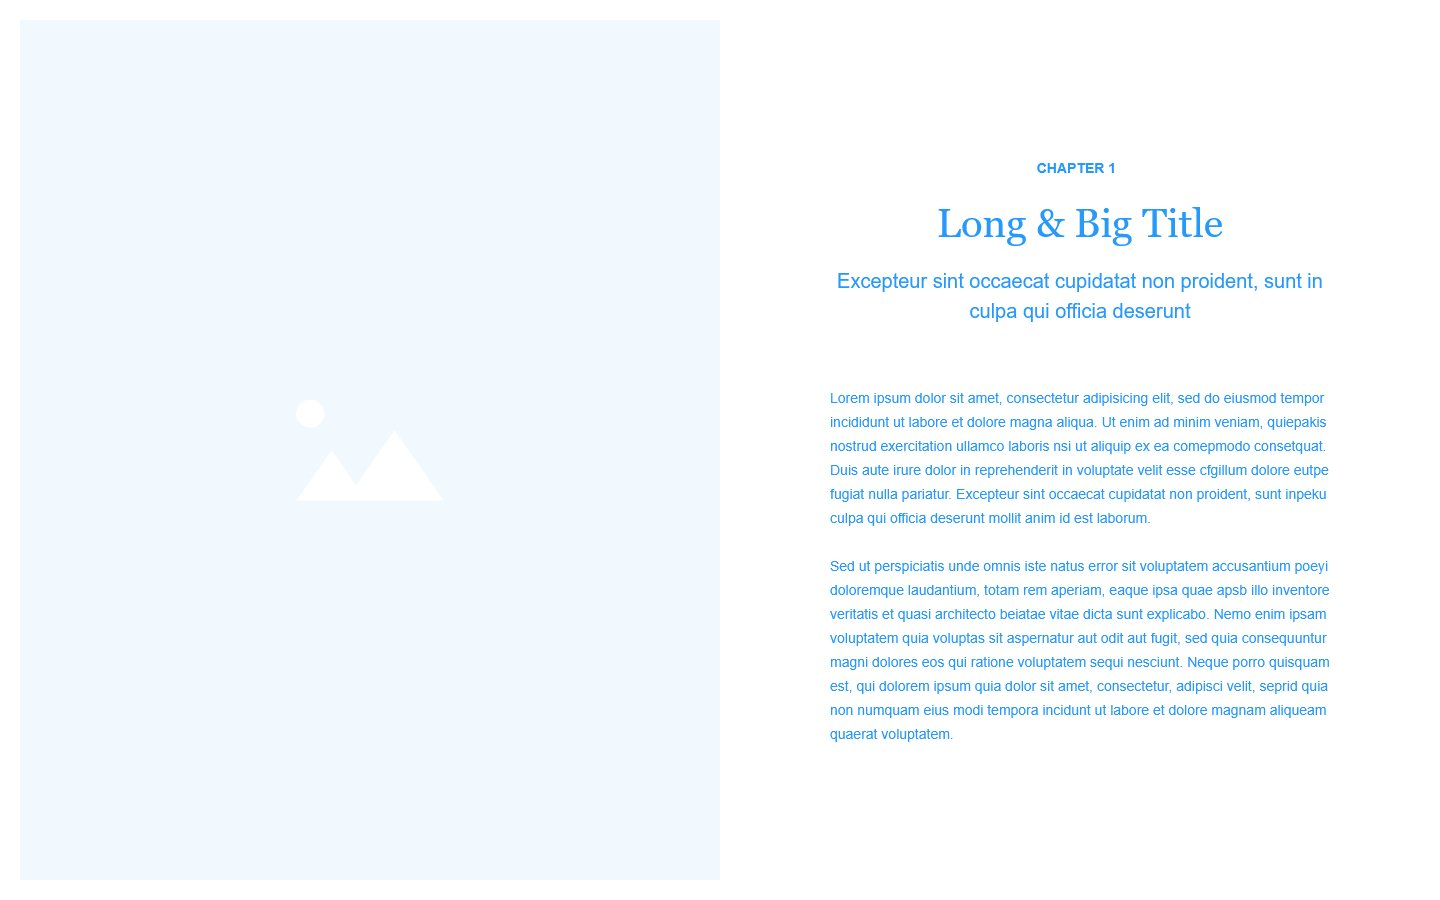 CHAPTER 1
Long & Big Title
Excepteur sint occaecat cupidatat non proident, sunt in
culpa qui officia deserunt
Lorem ipsum dolor sit amet, consectetur adipisicing elit, sed do eiusmod tempor
incididunt ut labore et dolore magna aliqua. Ut enim ad minim veniam, quiepakis
nostrud exercitation ullamco laboris nsi ut aliquip ex ea comepmodo consetquat.
Duis aute irure dolor in reprehenderit in voluptate velit esse cfgillum dolore eutpe
fugiat nulla pariatur. Excepteur sint occaecat cupidatat non proident, sunt inpeku
culpa qui officia deserunt mollit anim id est laborum.
Sed ut perspiciatis unde omnis iste natus error sit voluptatem accusantium poeyi
doloremque laudantium, totam rem aperiam, eaque ipsa quae apsb illo inventore
veritatis et quasi architecto beiatae vitae dicta sunt explicabo. Nemo enim ipsam
voluptatem quia voluptas sit aspernatur aut odit aut fugit, sed quia consequuntur
magni dolores eos qui ratione voluptatem sequi nesciunt. Neque porro quisquam
est, qui dolorem ipsum quia dolor sit amet, consectetur, adipisci velit, seprid quia
non numquam eius modi tempora incidunt ut labore et dolore magnam aliqueam
quaerat voluptatem.